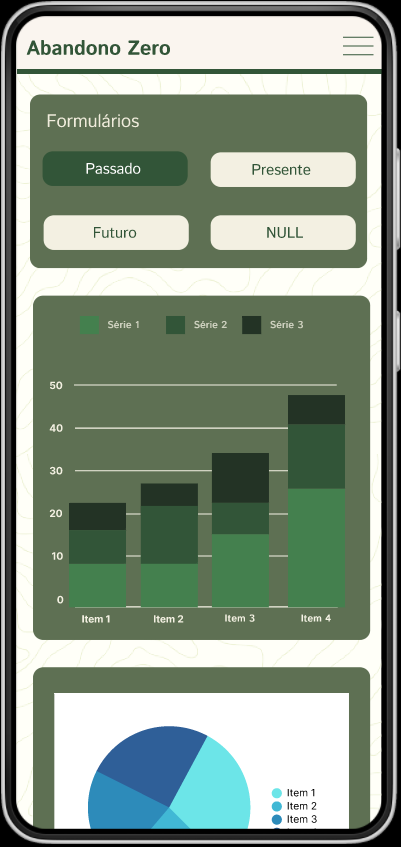 Abandono Zero
Formulários
Passado
Presente
Futuro
NULL
Série 1 Série 2 Série 3
50
40
30
20
10
0
Item 1 Item 2 Item 3 Item 4
Item 1
Item 2
Item 3